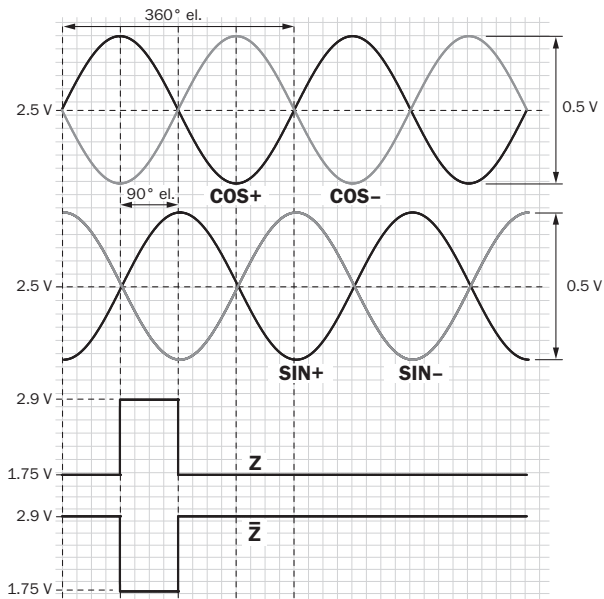 360° el.
2.5 V
0.5 V
COS+
COS–
90° el.
2.5 V
0.5 V
SIN+
SIN–
2.9 V
Z
1.75 V
2.9 V
Z̅
1.75 V